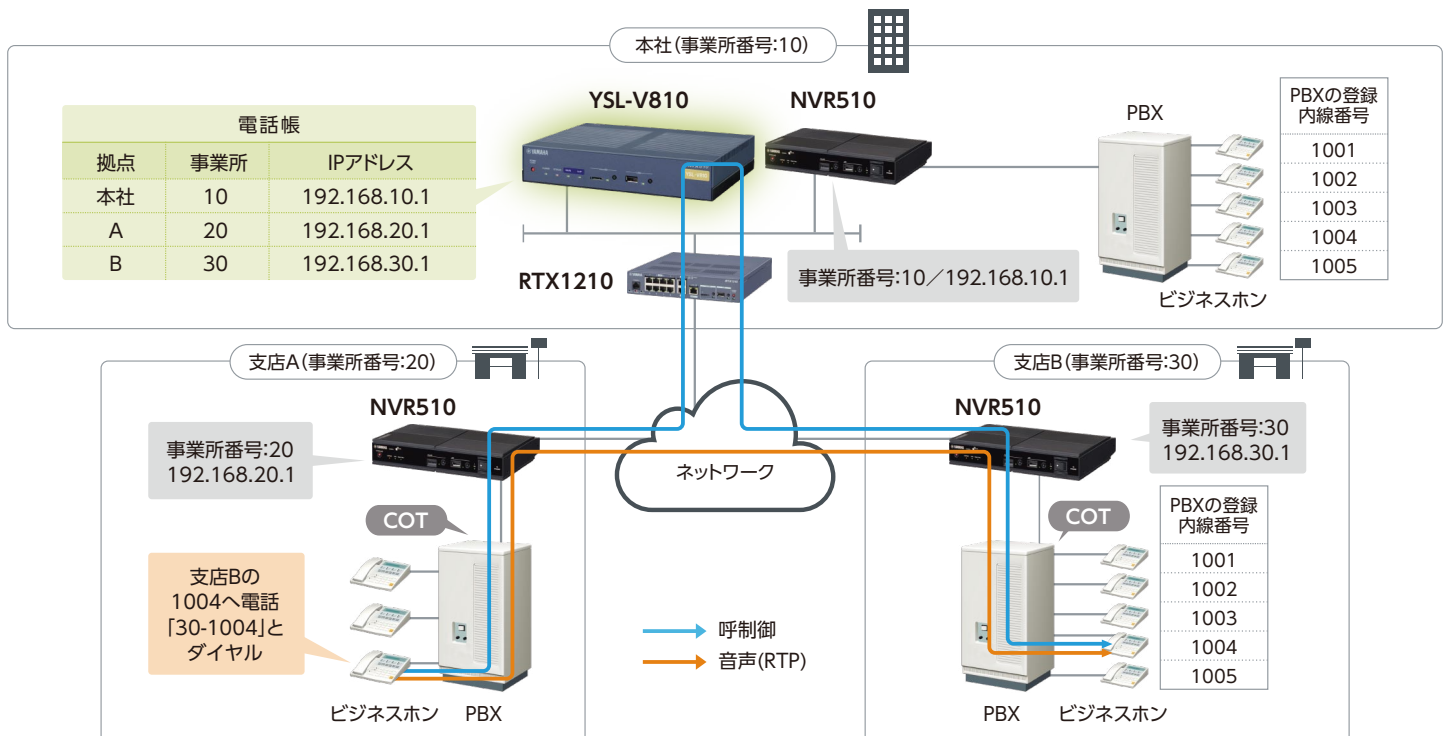 本社(事業所番号:10)
YSL-V810
NVR510
PBX
PBXの登録
内線番号
1001
1002
1003
1004
1005
電話帳
拠点 事業所 IPアドレス
本社 10 192.168.10.1
A 20 192.168.20.1
B 30 192.168.30.1
RTX1210
事業所番号:10／192.168.10.1
ビジネスホン
支店A(事業所番号:20)
NVR510
事業所番号:20
192.168.20.1
COT
支店Bの
1004へ電話
「30-1004」と
ダイヤル
ビジネスホン
PBX
ネットワーク
呼制御
音声(RTP)
支店B(事業所番号:30)
NVR510
事業所番号:30
192.168.30.1
COT
PBXの登録
内線番号
1001
1002
1003
1004
1005
PBX
ビジネスホン